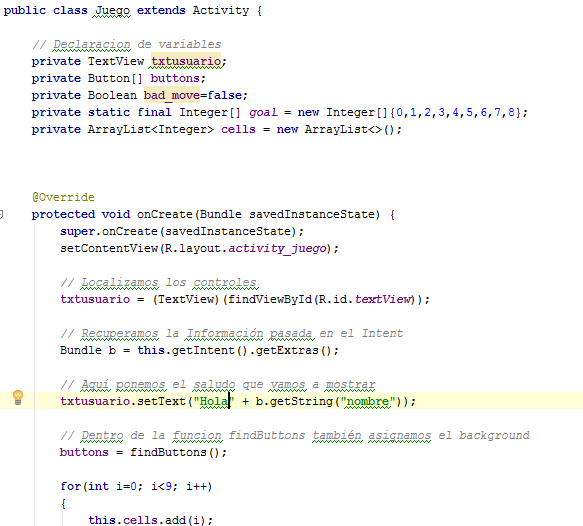 public class Juego extends Activity {
// Declaracion de variables
private TextView txtusuario;
private Button[] buttons;
private Boolean bad_move=false;
private static final Integer[] goal = new Integer[]{0,1,2,3,4,5,6,7,8};
private ArrayList<Integer> cells = new ArrayList<>();
@Override
protected void onCreate(Bundle savedInstanceState) {
super.onCreate(savedInstanceState);
setContentView(R.layout.activity_juego);
// Localizamos los controles
txtusuario = (TextView)(findViewById(R.id.textView));
// Recuperamos la Información pasada en el Intent
Bundle b = this.getIntent().getExtras();
// Aquí ponemos el saludo que vamos a mostrar
txtusuario.setText("Hola" + b.getString("nombre"));
// Dentro de la funcion findButtons también asignamos el background
buttons = findButtons();
for(int i=0; i<9; i++)
{
this.cells.add(i);